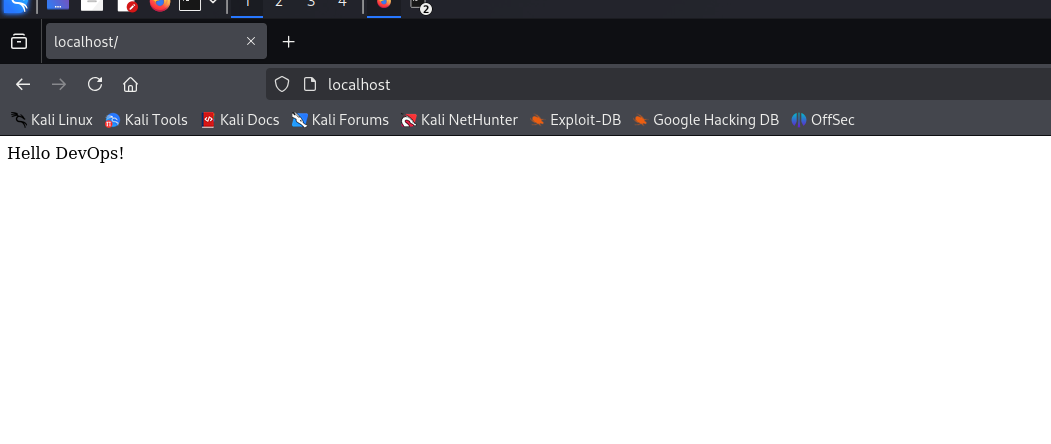 1 2 3 4 2
localhost/
localhost
Kali Linux Kali Tools Kali Docs Kali Forums Kali NetHunter Exploit-DB Google Hacking DB OffSec
Hello DevOps!